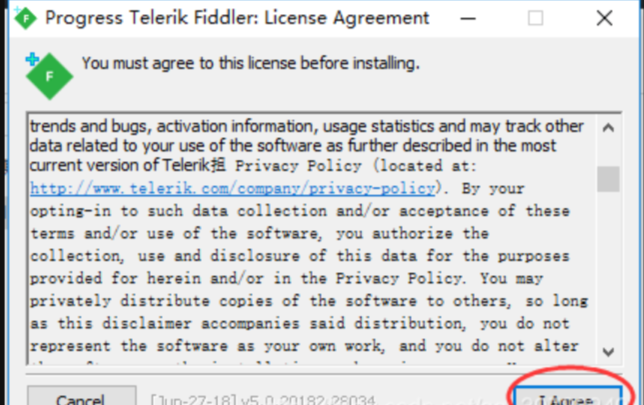 Progress Telerik Fiddler: License Agreement
You must agree to this license before installing.
trends and bugs, activation information, usage statistics and may track other
data related to your use of the software as further described in the most
current version of Telerik担 Privacy Policy (located at:
http://www.telerik.com/company/privacy-policy). By your
opting-in to such data collection and/or acceptance of these
terms and/or use of the software, you authorize the
collection, use and disclosure of this data for the purposes
provided for herein and/or in the Privacy Policy. You may
privately distribute copies of the software to others, so long
as this disclaimer accompanies said distribution, you do not
represent the software as your own work, and you do not alter
Cancel
[Jun-27-18] v5.0.20182.28034
I Agree